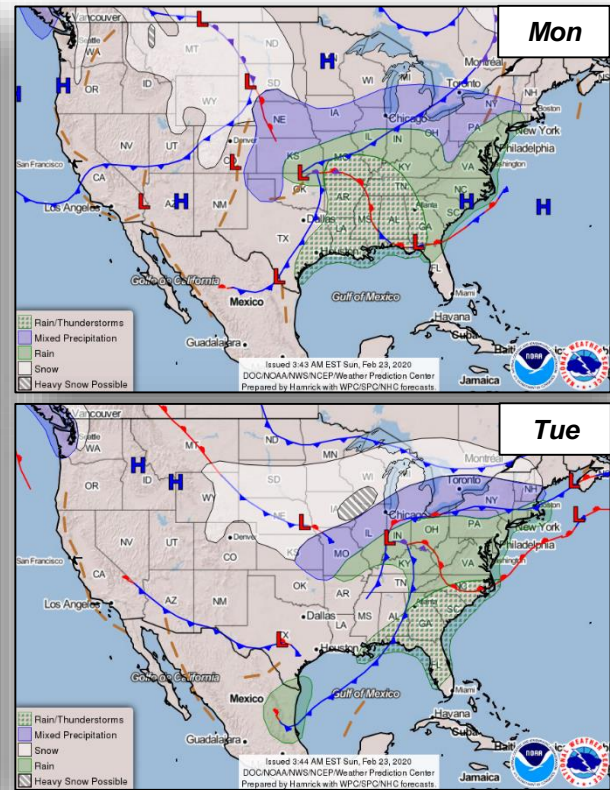 Mon
Vancouver
Seattle
WA
MT
ND
Montréal
OR
ID
SD
WI
MI
Toronto
NH
WY
NE
IA
Chicago
NY
Boston
PA
New York
Philadelphia
Washington
NV
UT
Denver
CO
KS
MO
IL
IN
OH
KY
San Francisco
CA
AZ
NM
OK
AR
TN
NC
SC
Los Angeles
Dallas
TX
LA
MS
AL
Atlanta
GA
Houston
FL
H
L
Golfo de California
Mexico
Gulf of Mexico
Miami
Havana
Cuba
Guadalajara
Jamaica
Rain/Thunderstorms
Mixed Precipitation
Rain
Snow
Heavy Snow Possible
Issued 3:43 AM EST Sun, Feb 23, 2020
DOC/NOAA/NWS/NCEP/Weather Prediction Center
Prepared by Hamrick with WPC/SPC/NHC forecasts.
NOAA
Tue
Vancouver
Seattle
WA
MT
ND
MN
Montréal
OR
ID
SD
WI
Toronto
NH
WY
NE
IA
Chicago
NY
PA
New York
Philadelphia
Washington
NV
UT
Denver
CO
KS
MO
IL
IN
OH
KY
San Francisco
CA
AZ
NM
OK
AR
TN
SC
Los Angeles
Dallas
TX
LA
MS
AL
Atlanta
GA
Houston
FL
H
L
Golfo de California
Mexico
Gulf of Mexico
Miami
Havana
Cuba
Guadalajara
Jamaica
Rain/Thunderstorms
Mixed Precipitation
Snow
Rain
Heavy Snow Possible
Issued 3:44 AM EST Sun, Feb 23, 2020
DOC/NOAA/NWS/NCEP/Weather Prediction Center
Prepared by Hamrick with WPC/SPC/NHC forecasts.
NOAA